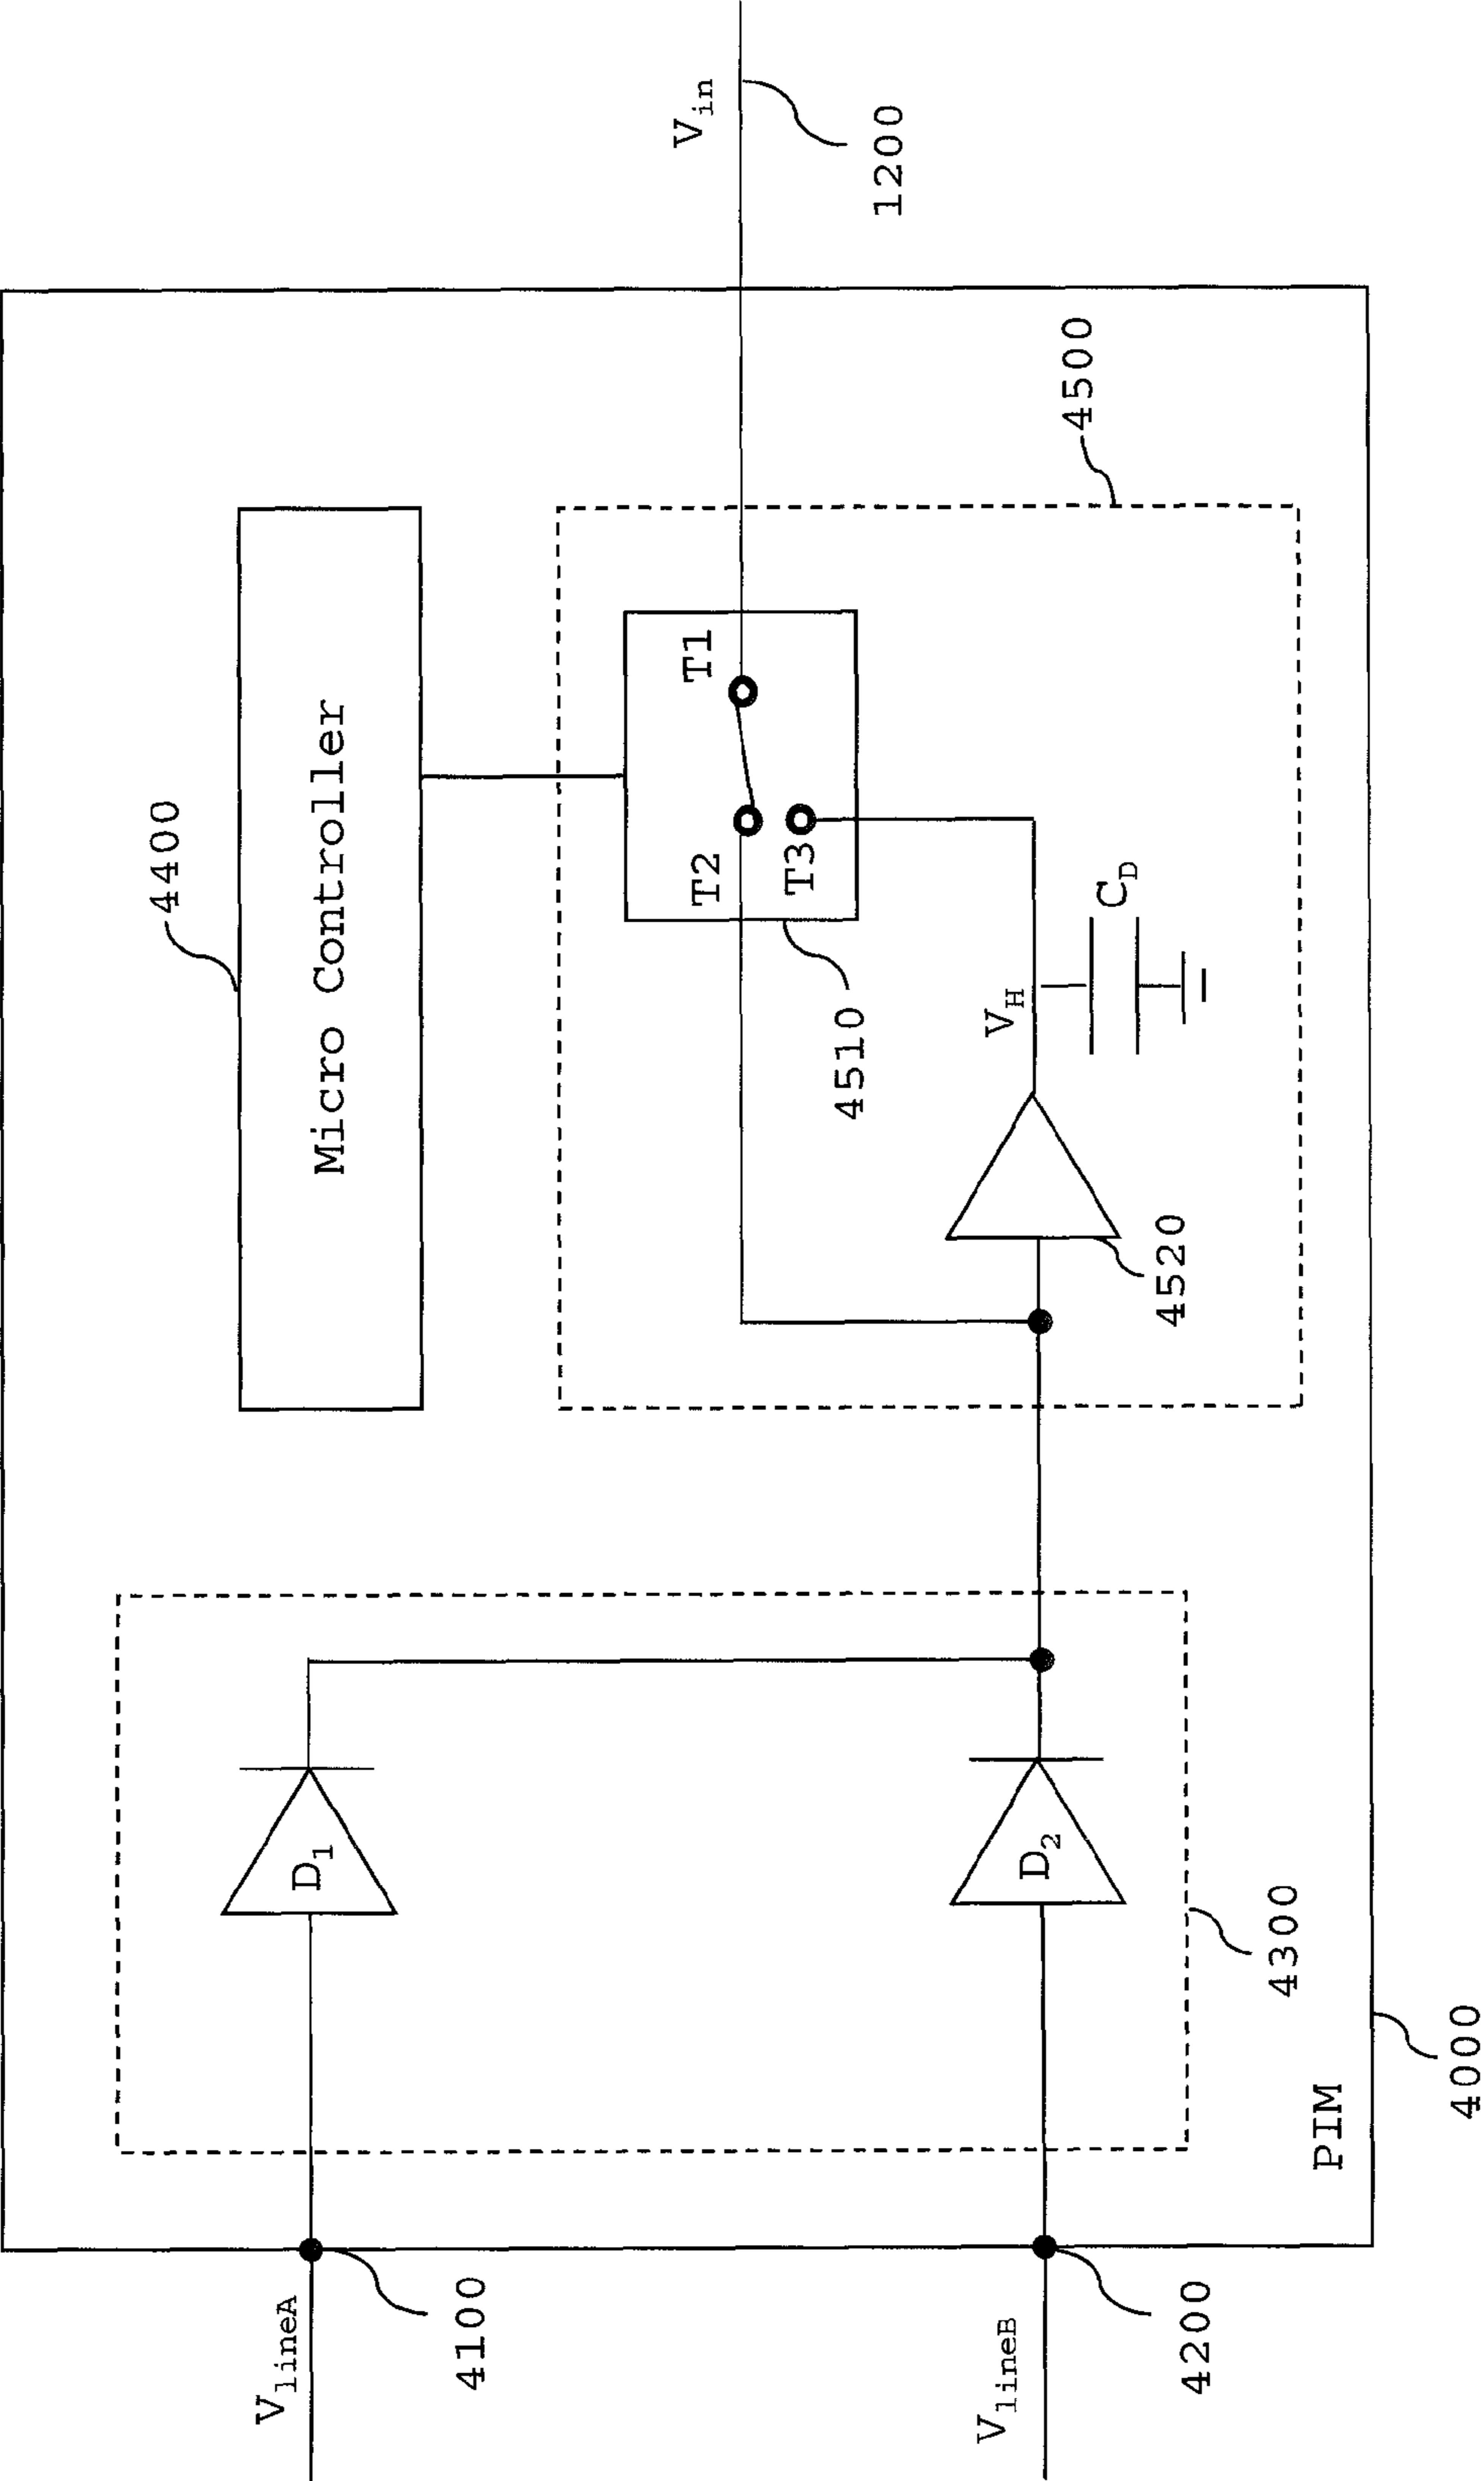 4400
Micro Controller
V_in
1200
4500
T1
T2
T3
4510
V_H
C_D
4520
D_1
D_2
4300
V_lineA
4100
V_lineB
4200
PIM
4000